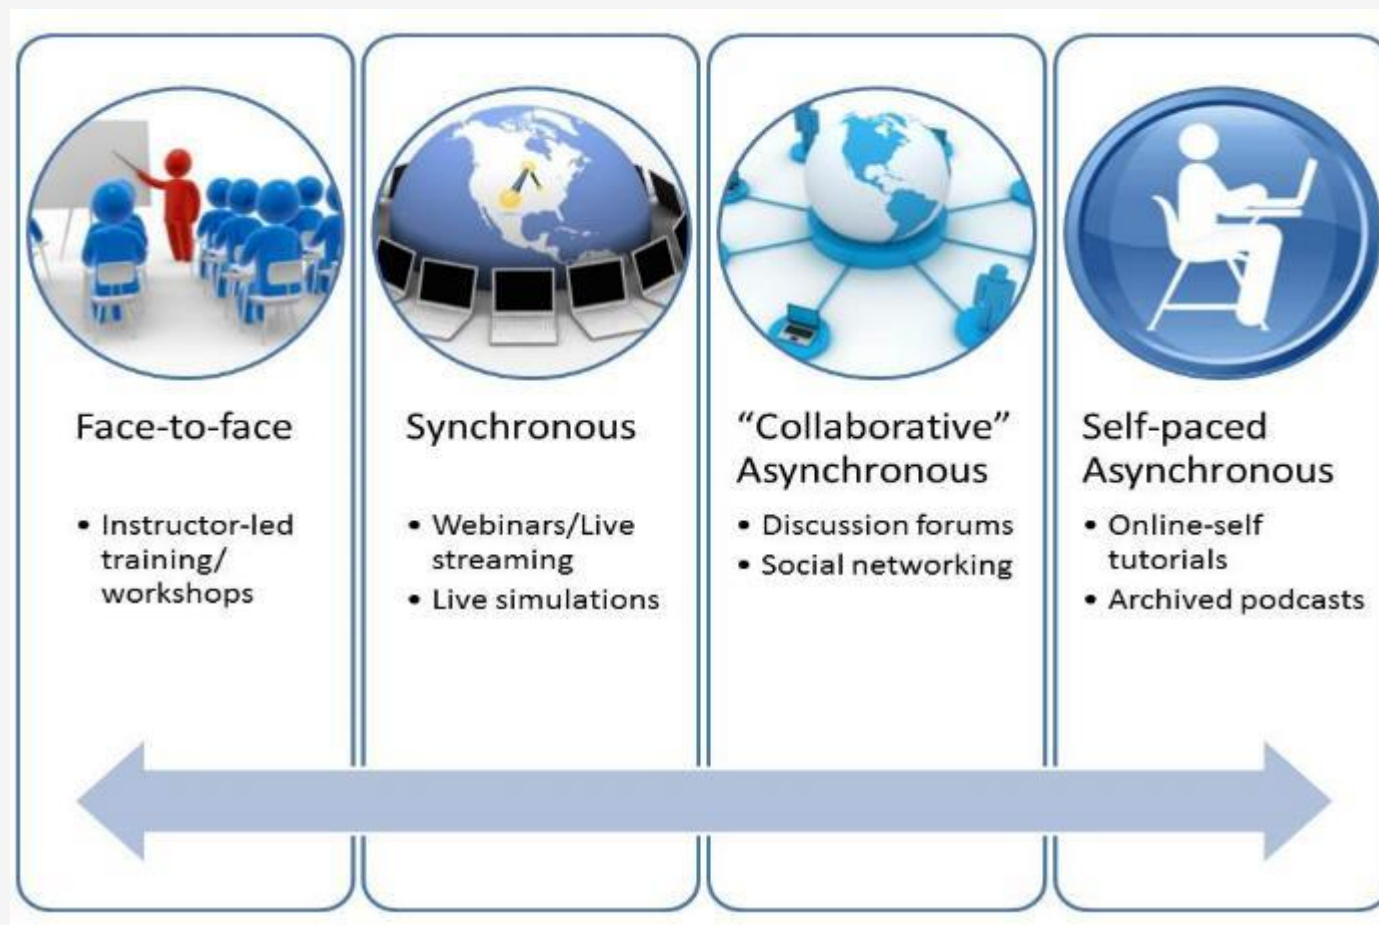 Face-to-face
• Instructor-led
training/
workshops
Synchronous
• Webinars/Live
streaming
• Live simulations
“Collaborative”
Asynchronous
• Discussion forums
• Social networking
Self-paced
Asynchronous
• Online-self
tutorials
• Archived podcasts